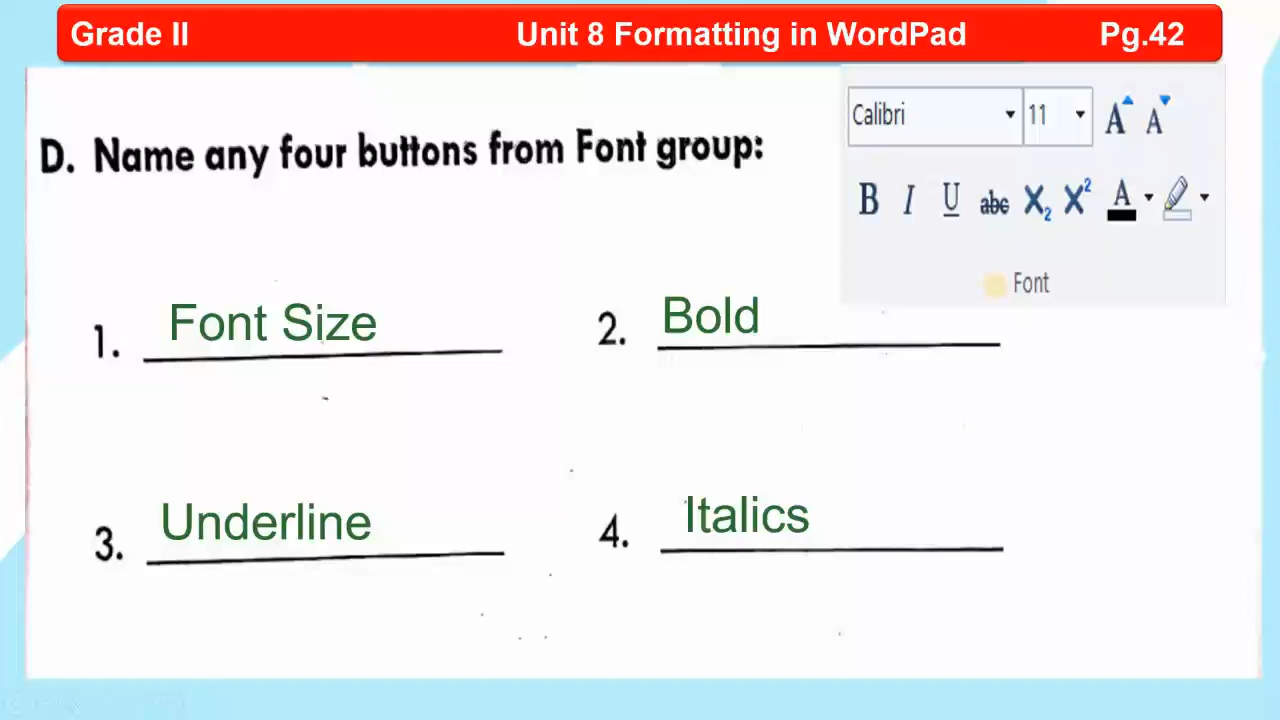 Grade II Unit 8 Formatting in WordPad Pg.42
D. Name any four buttons from Font group:
Calibri 11 A A
B I U abc X2 X2 A
Font
1. Font Size 2. Bold
3. Underline 4. Italics